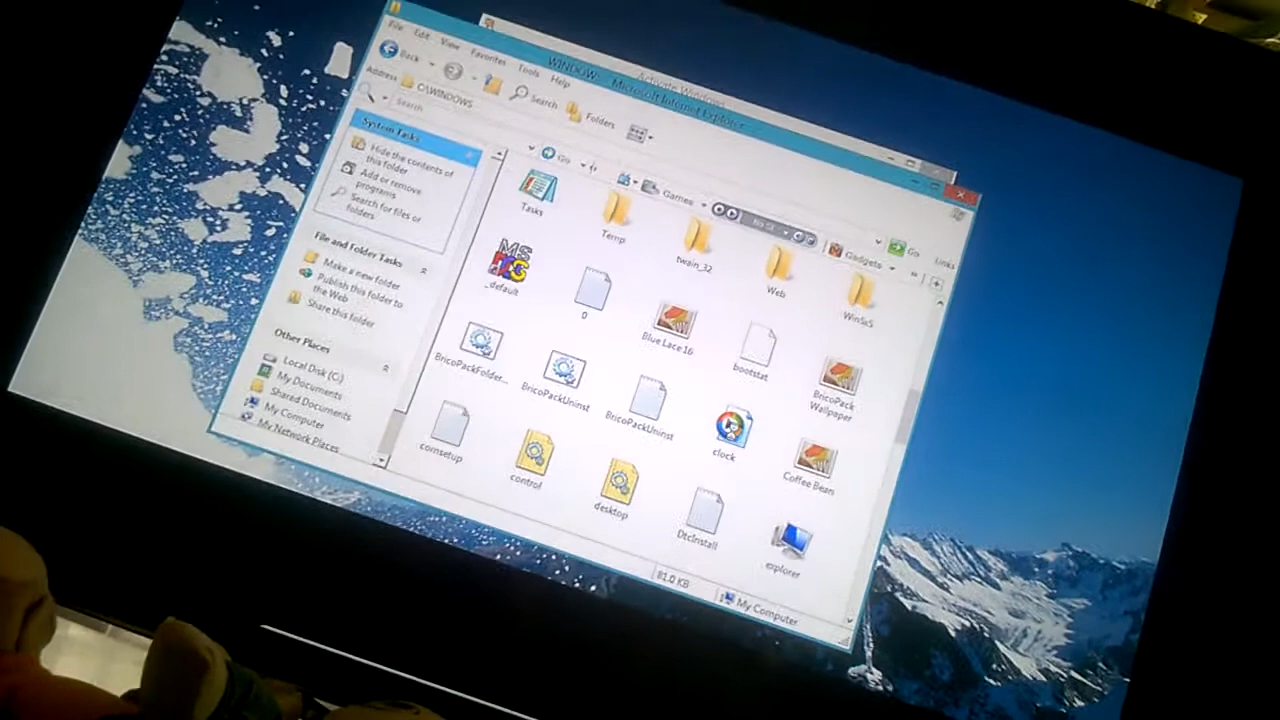 Activate Windows
WINDOWS
Microsoft Internet Explorer
File Edit View Favorites Tools Help
Back Search Folders
Address C:\WINDOWS
Search
Go Games Gadgets Go Links
System Tasks
Hide the contents of
this folder
Add or remove
programs
Search for files or
folders
File and Folder Tasks
Make a new folder
Publish this folder to
the Web
Share this folder
Other Places
Local Disk (C:)
My Documents
Shared Documents
My Computer
My Network Places
Tasks
Temp
twain_32
Web
WinSxS
MS
DOS
_default
0
Blue Lace 16
bootstat
BricoPack
Wallpaper
BricoPackFolder...
BricoPackUninst
BricoPackUninst
clock
Coffee Bean
comsetup
control
desktop
DtcInstall
explorer
81.0 KB
My Computer